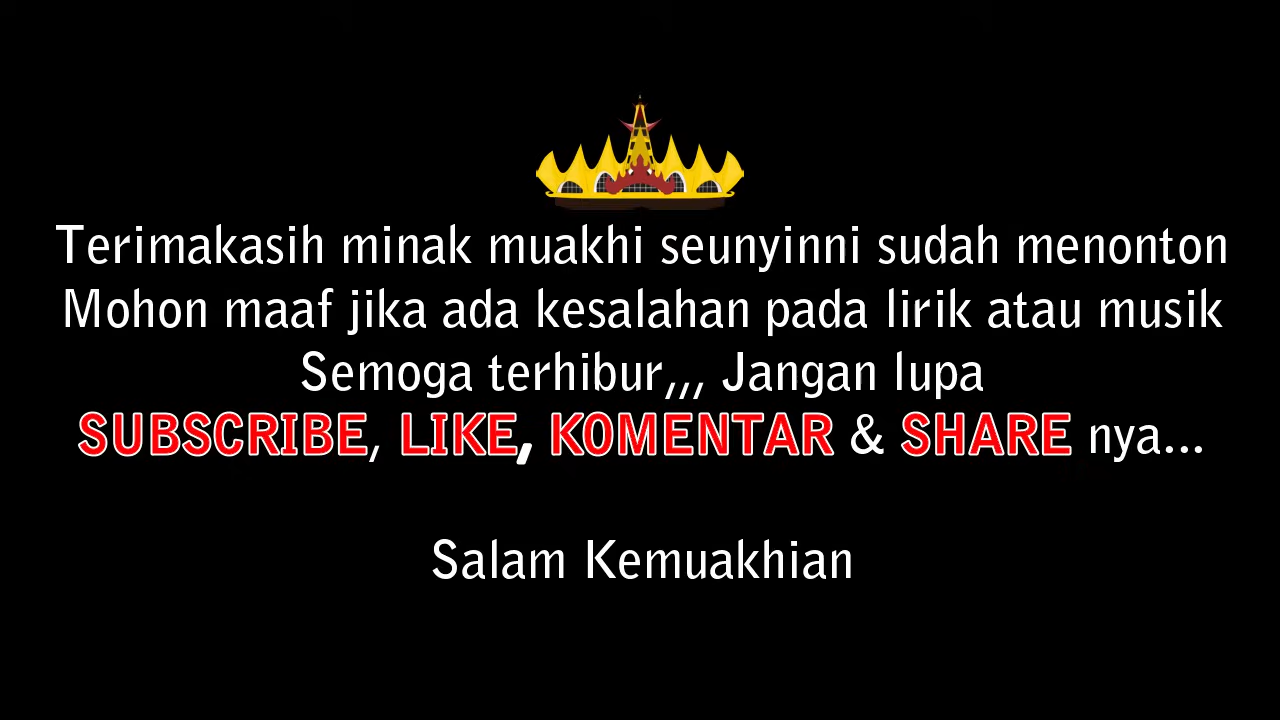 Terimakasih minak muakhi seunyinni sudah menonton
Mohon maaf jika ada kesalahan pada lirik atau musik
Semoga terhibur,,, Jangan lupa
SUBSCRIBE, LIKE, KOMENTAR & SHARE nya...
Salam Kemuakhian